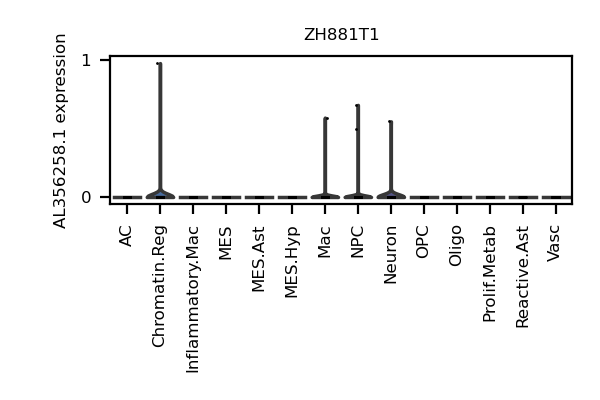 ZH881T1
AL356258.1 expression
1
0
AC
Chromatin.Reg
Inflammatory.Mac
MES
MES.Ast
MES.Hyp
Mac
NPC
Neuron
OPC
Oligo
Prolif.Metab
Reactive.Ast
Vasc